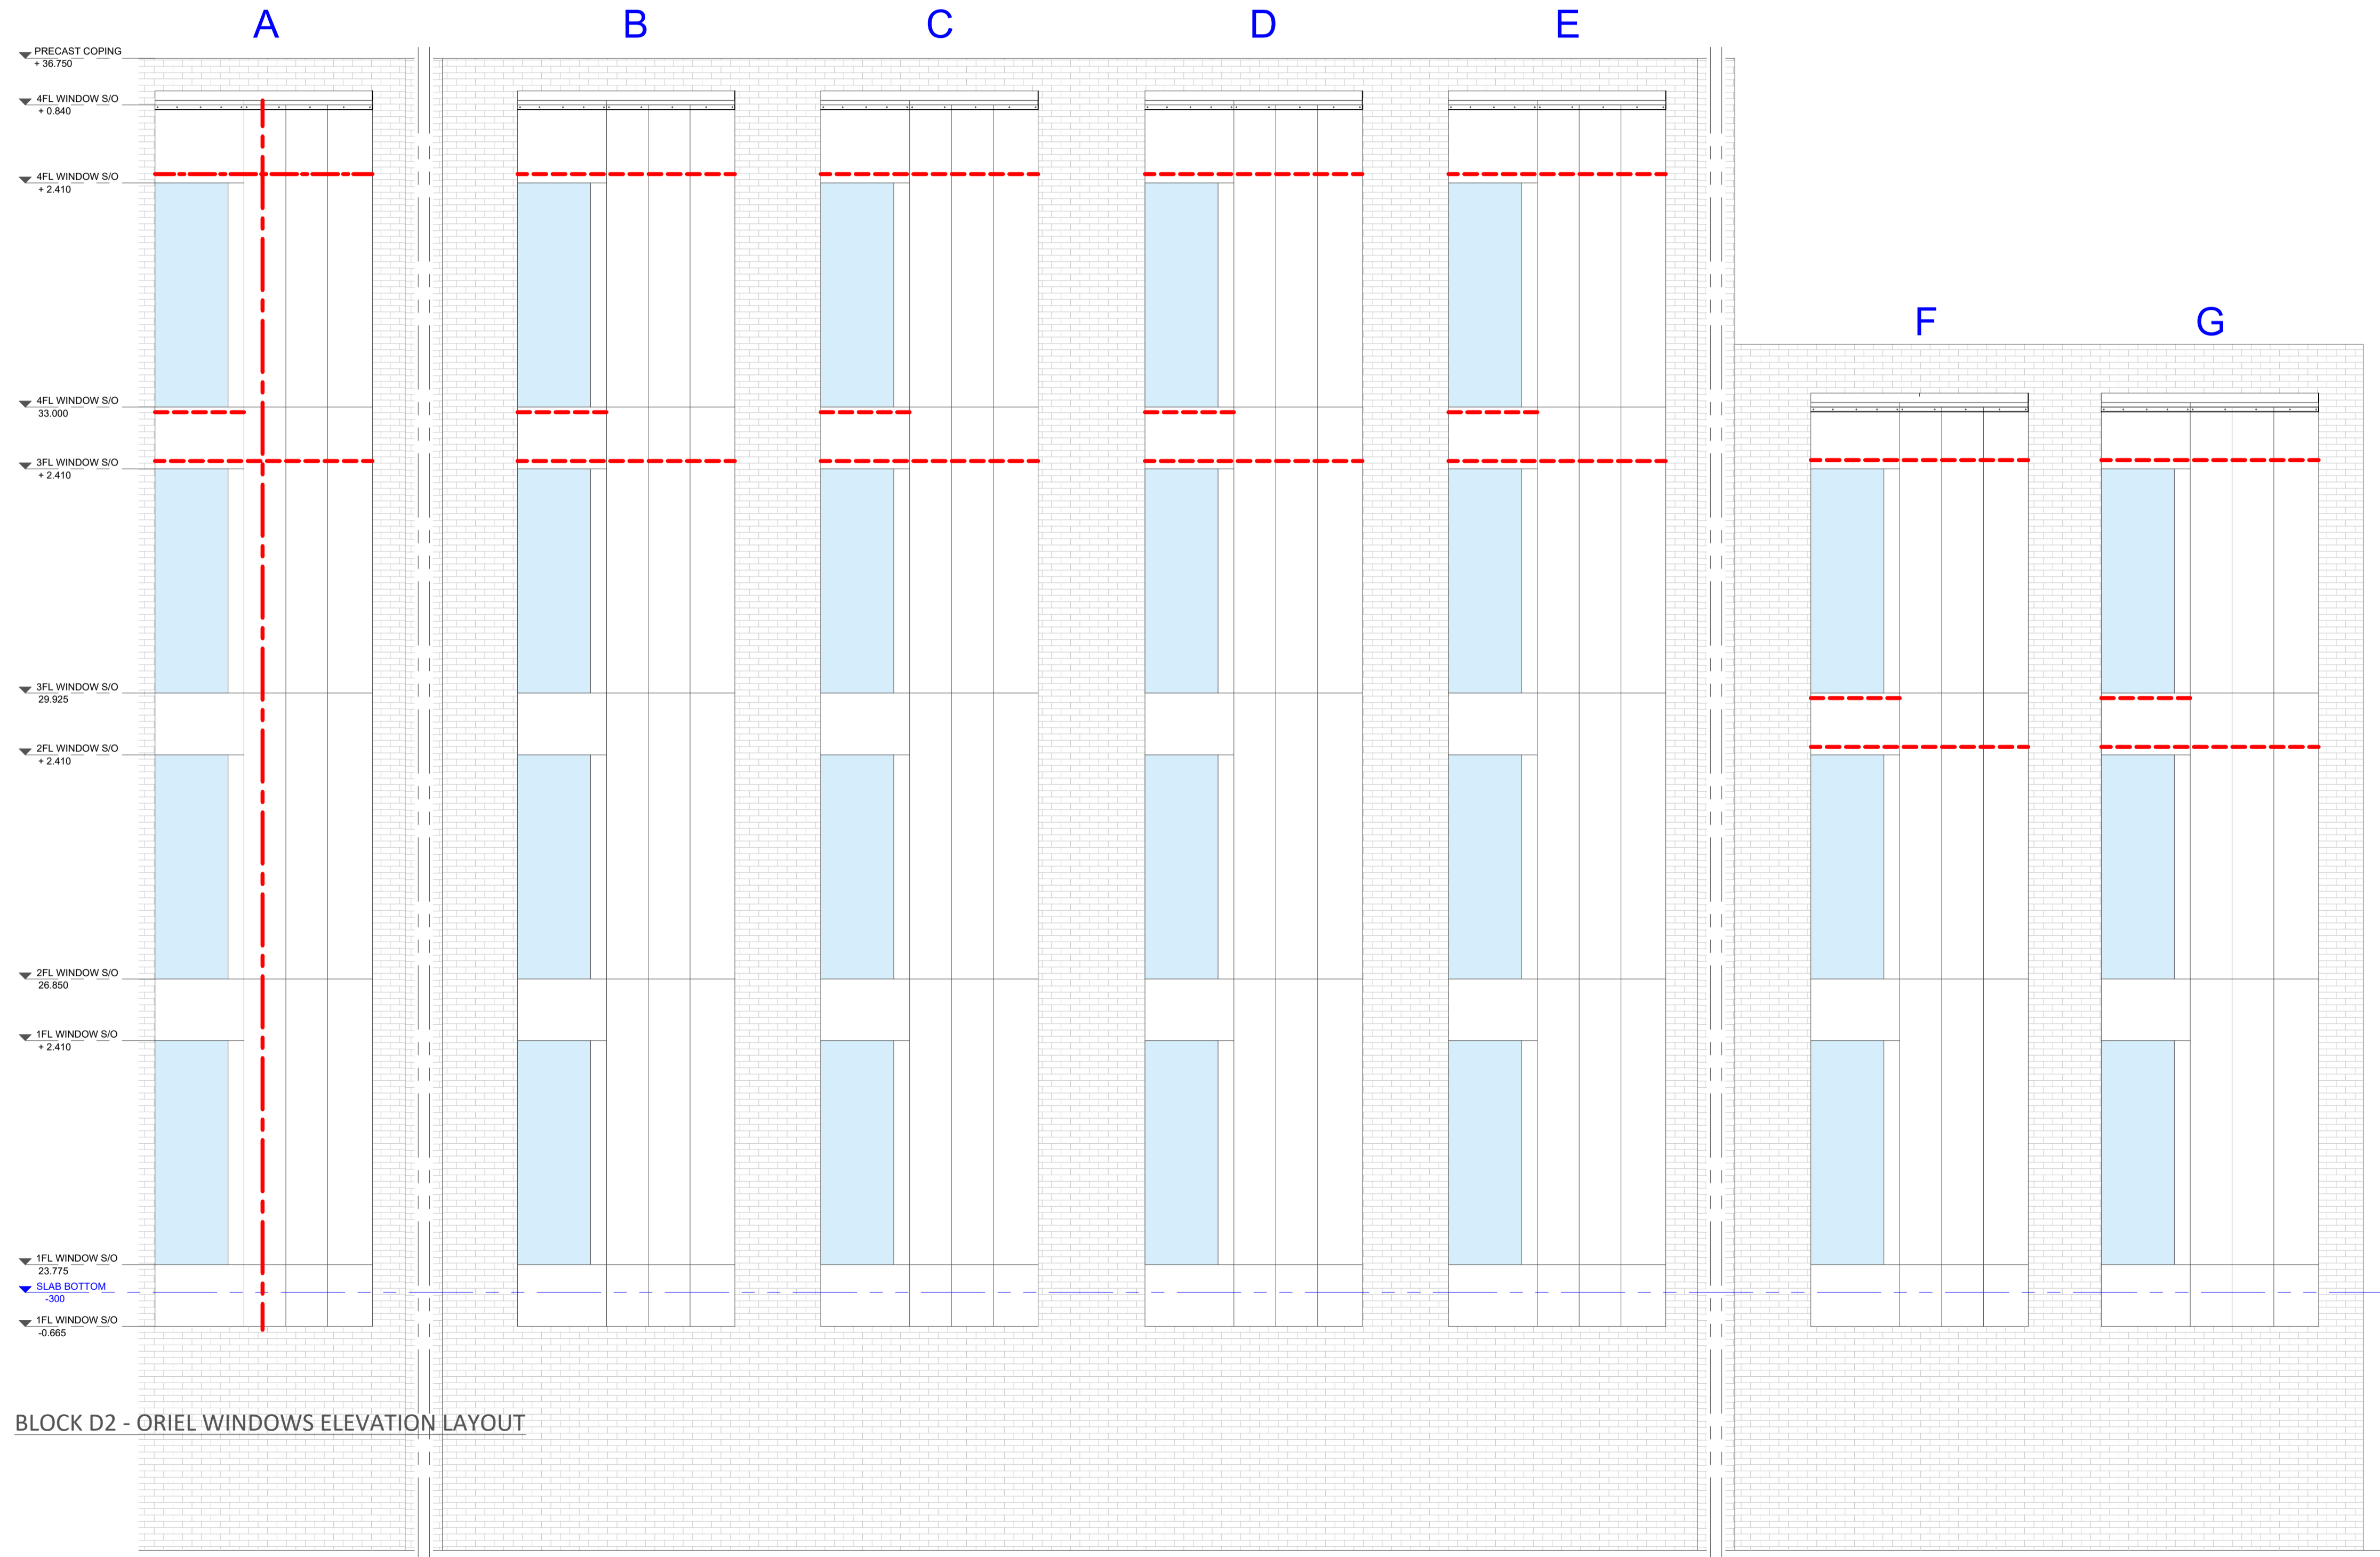 A
B
C
D
E
PRECAST COPING
+ 36.750
4FL WINDOW S/O
+ 0.840
4FL WINDOW S/O
+ 2.410
F
G
4FL WINDOW S/O
33.000
3FL WINDOW S/O
+ 2.410
3FL WINDOW S/O
29.925
2FL WINDOW S/O
+ 2.410
2FL WINDOW S/O
26.850
1FL WINDOW S/O
+ 2.410
1FL WINDOW S/O
23.775
SLAB BOTTOM
-300
1FL WINDOW S/O
-0.665
BLOCK D2 - ORIEL WINDOWS ELEVATION LAYOUT